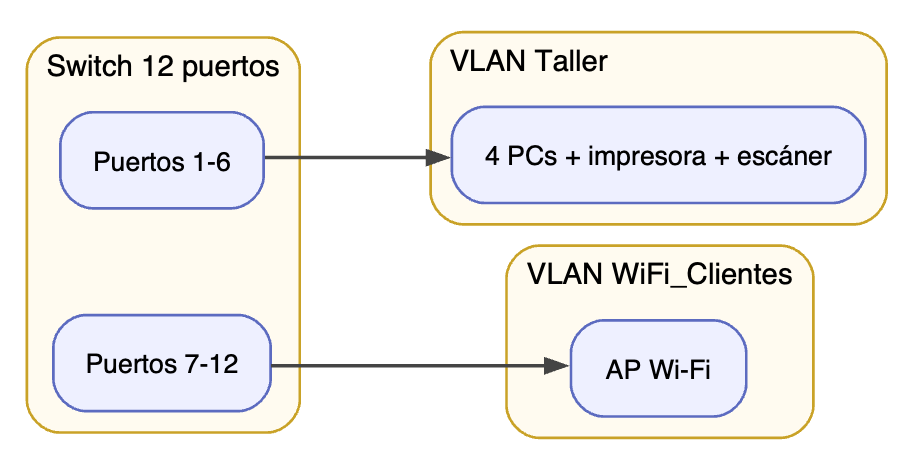 Switch 12 puertos
Puertos 1-6
Puertos 7-12
VLAN Taller
4 PCs + impresora + escáner
VLAN WiFi_Clientes
AP Wi-Fi